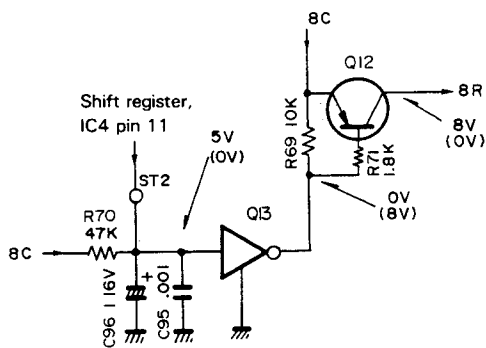 8C
Q12
8R
Shift register,
IC4 pin 11
5V
(0V)
R69 10K
R71
1.8K
8V
(0V)
ST2
0V
(8V)
R70
47K
Q13
8C
+
C96 1 16V
C95 .001